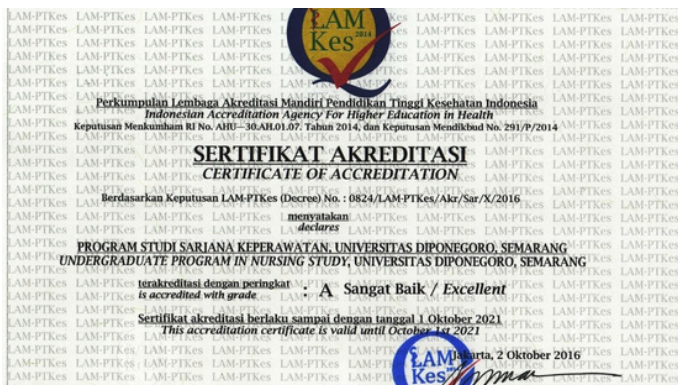 LAM
Kes 2014
Perkumpulan Lembaga Akreditasi Mandiri Pendidikan Tinggi Kesehatan Indonesia
Indonesian Accreditation Agency For Higher Education in Health
Keputusan Menkumham RI No. AHU—30.AH.01.07. Tahun 2014, dan Keputusan Mendikbud No. 291/P/2014
SERTIFIKAT AKREDITASI
CERTIFICATE OF ACCREDITATION
Berdasarkan Keputusan LAM-PTKes (Decree) No. : 0824/LAM-PTKes/Akr/Sar/X/2016
menyatakan
declares
PROGRAM STUDI SARJANA KEPERAWATAN, UNIVERSITAS DIPONEGORO, SEMARANG
UNDERGRADUATE PROGRAM IN NURSING STUDY, UNIVERSITAS DIPONEGORO, SEMARANG
terakreditasi dengan peringkat
is accredited with grade : A Sangat Baik / Excellent
Sertifikat akreditasi berlaku sampai dengan tanggal 1 Oktober 2021
This accreditation certificate is valid until October 1st 2021
Jakarta, 2 Oktober 2016
LAM
Kes